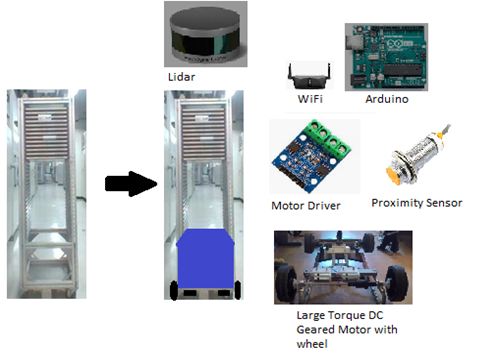 Lidar
WiFi
Arduino
Motor Driver
Proximity Sensor
Large Torque DC
Geared Motor with
wheel